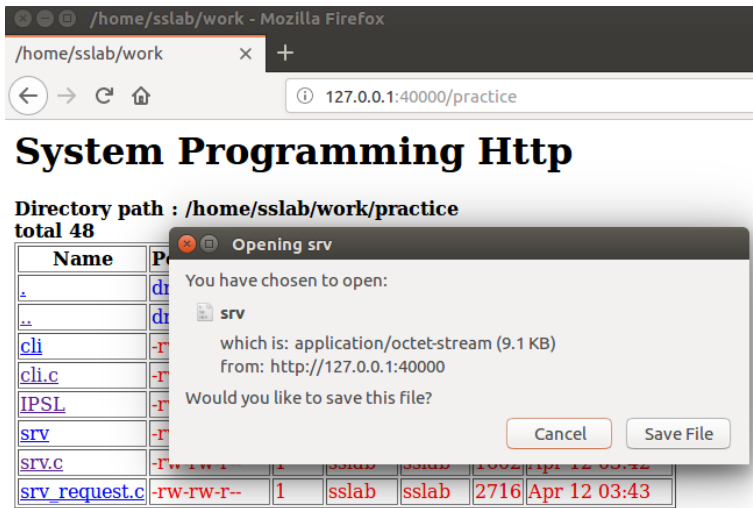 /home/sslab/work - Mozilla Firefox
/home/sslab/work × +
127.0.0.1:40000/practice
System Programming Http
Directory path : /home/sslab/work/practice
total 48
Name
.
..
cli
cli.c
IPSL
srv
srv.c -rw-rw-r-- 1 sslab sslab 1602 Apr 12 03:42
srv_request.c -rw-rw-r-- 1 sslab sslab 2716 Apr 12 03:43
Opening srv
You have chosen to open:
srv
which is: application/octet-stream (9.1 KB)
from: http://127.0.0.1:40000
Would you like to save this file?
Cancel Save File